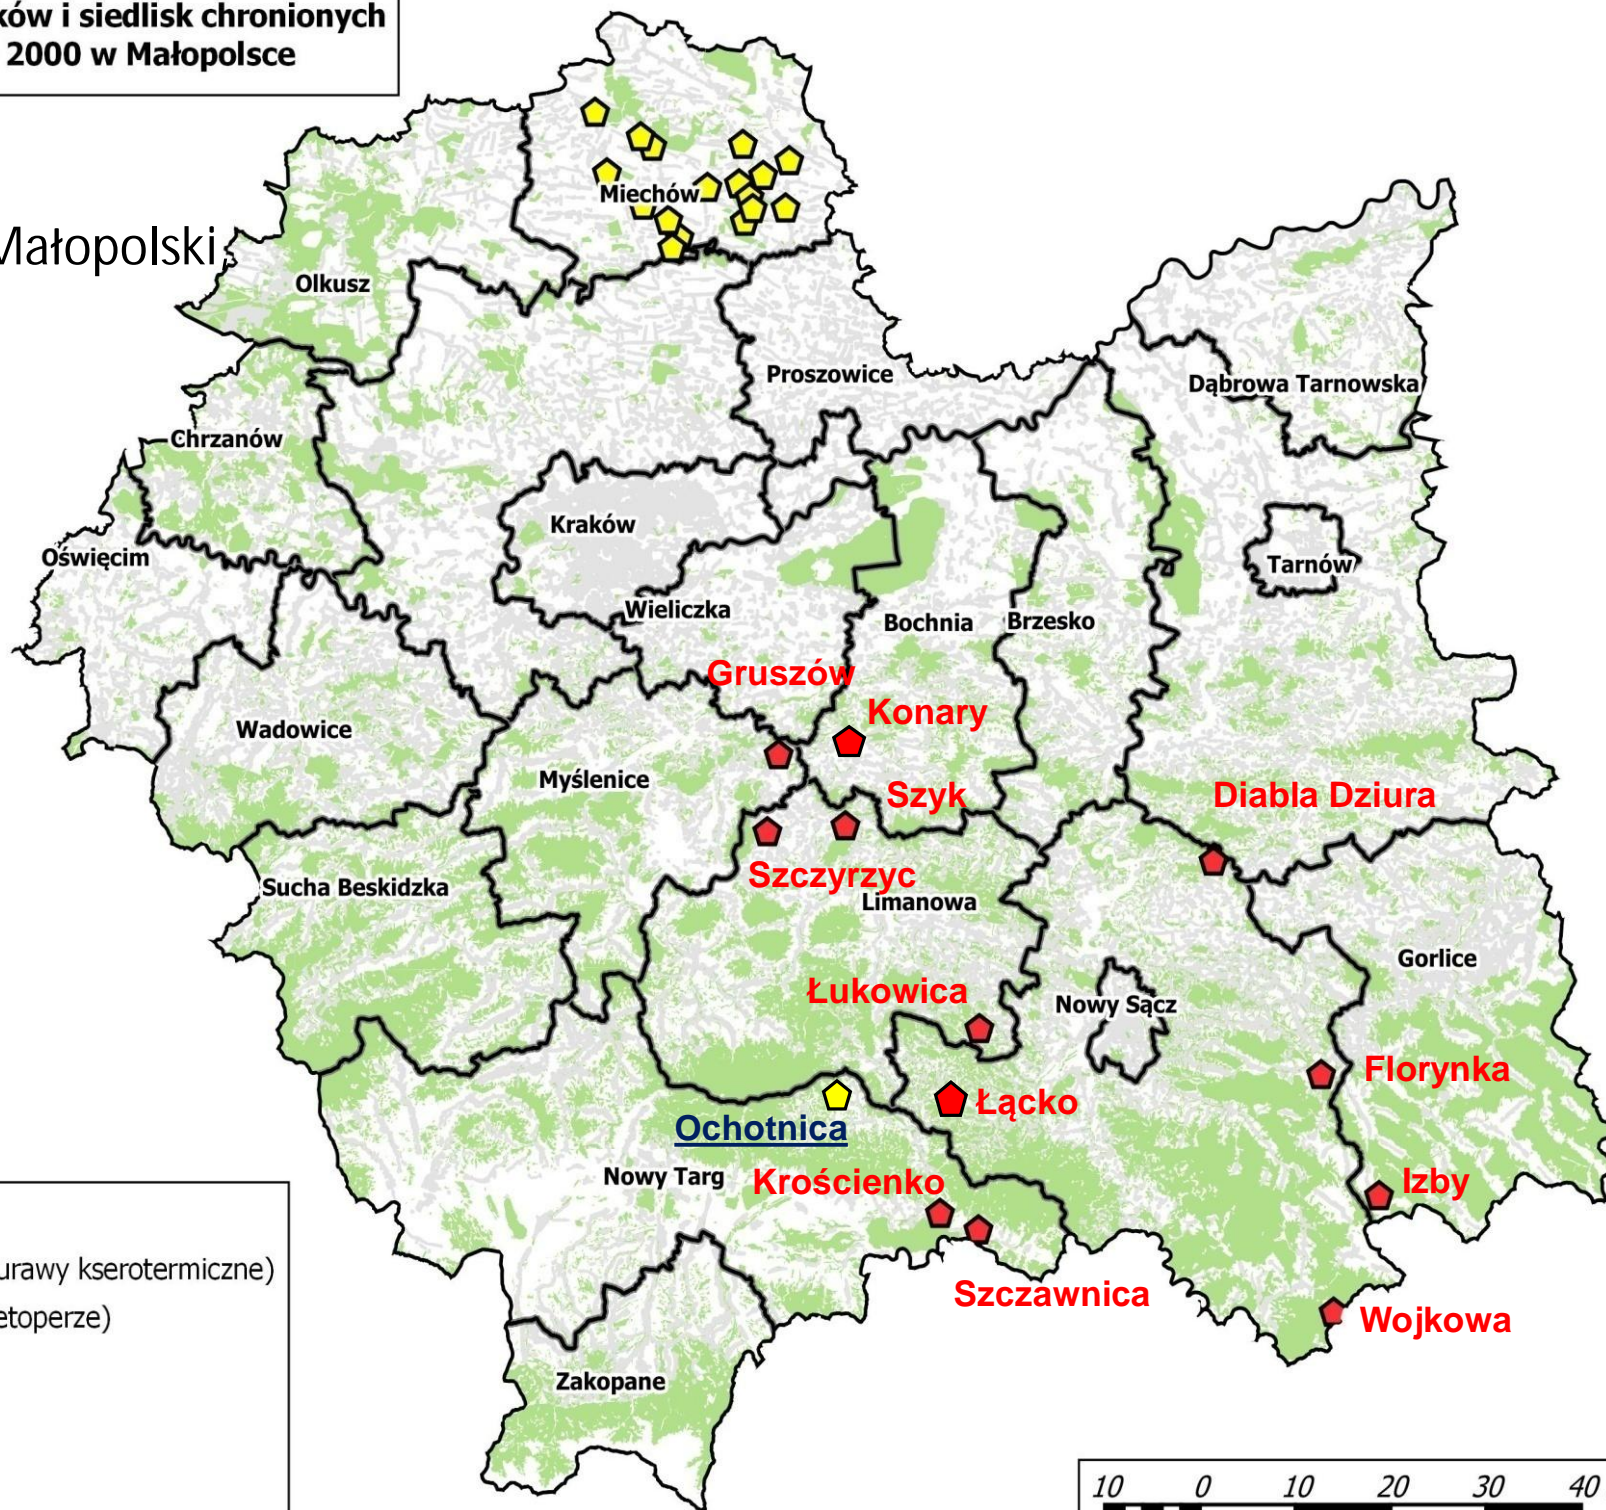 ków i siedlisk chronionych
2000 w Małopolsce
Małopolski
Miechów
Olkusz
Proszowice
Dąbrowa Tarnowska
Chrzanów
Kraków
Oświęcim
Tarnów
Wieliczka
Bochnia
Brzesko
Gruszów
Konary
Wadowice
Myślenice
Szyk
Diabla Dziura
Szczyrzyc
Sucha Beskidzka
Limanowa
Gorlice
Łukowica
Nowy Sącz
Florynka
Łącko
Ochotnica
Nowy Targ
Krościenko
Izby
Szczawnica
Wojkowa
urawy kserotermiczne)
etoperze)
Zakopane
10 0 10 20 30 40